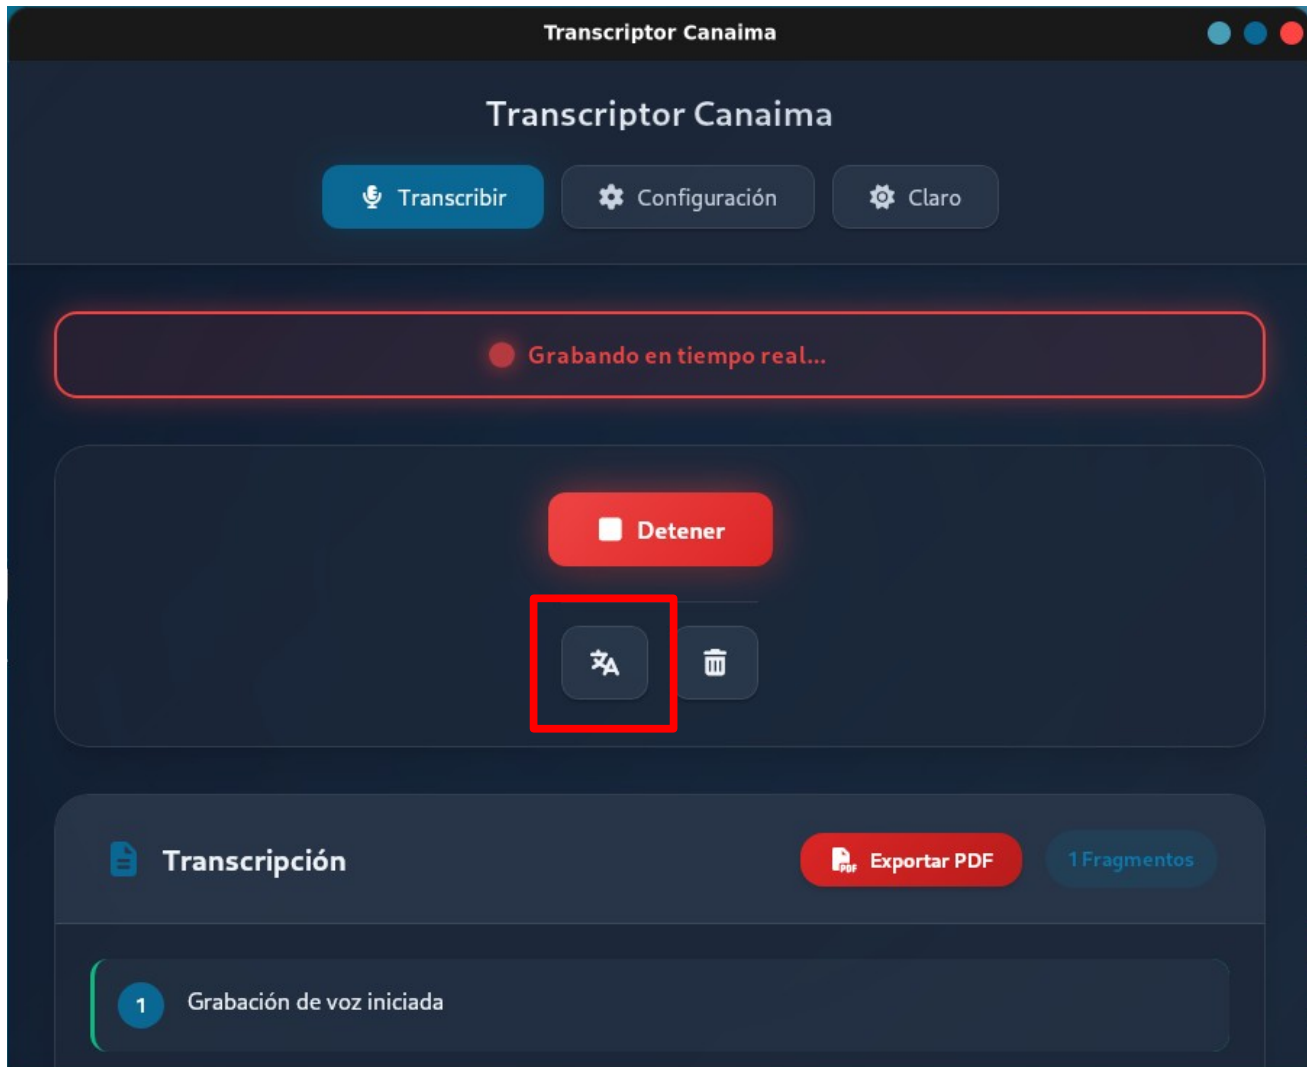 Transcriptor Canaima
Transcriptor Canaima
Transcribir
Configuración
Claro
Grabando en tiempo real...
Detener
Transcripción
Exportar PDF
1 Fragmentos
1 Grabación de voz iniciada